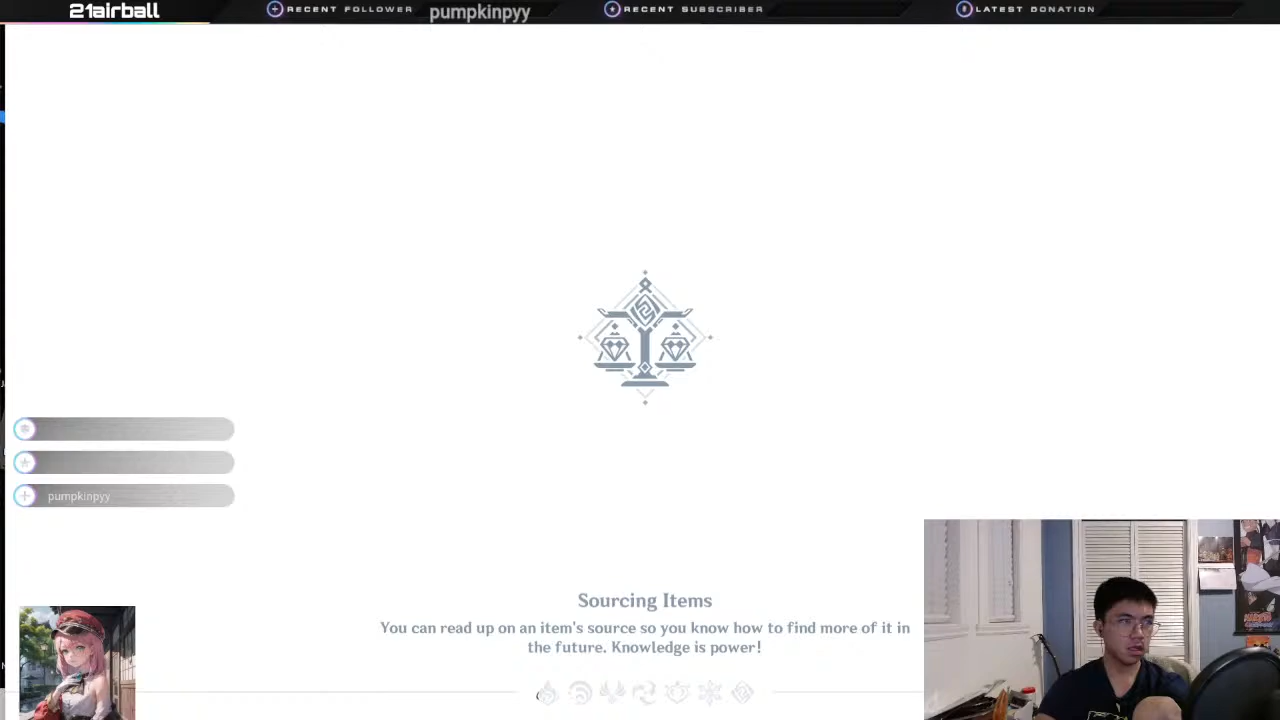 21airball
RECENT FOLLOWER
pumpkinpyy
RECENT SUBSCRIBER
LATEST DONATION
pumpkinpyy
Sourcing Items
You can read up on an item's source so you know how to find more of it in
the future. Knowledge is power!
NARUTO